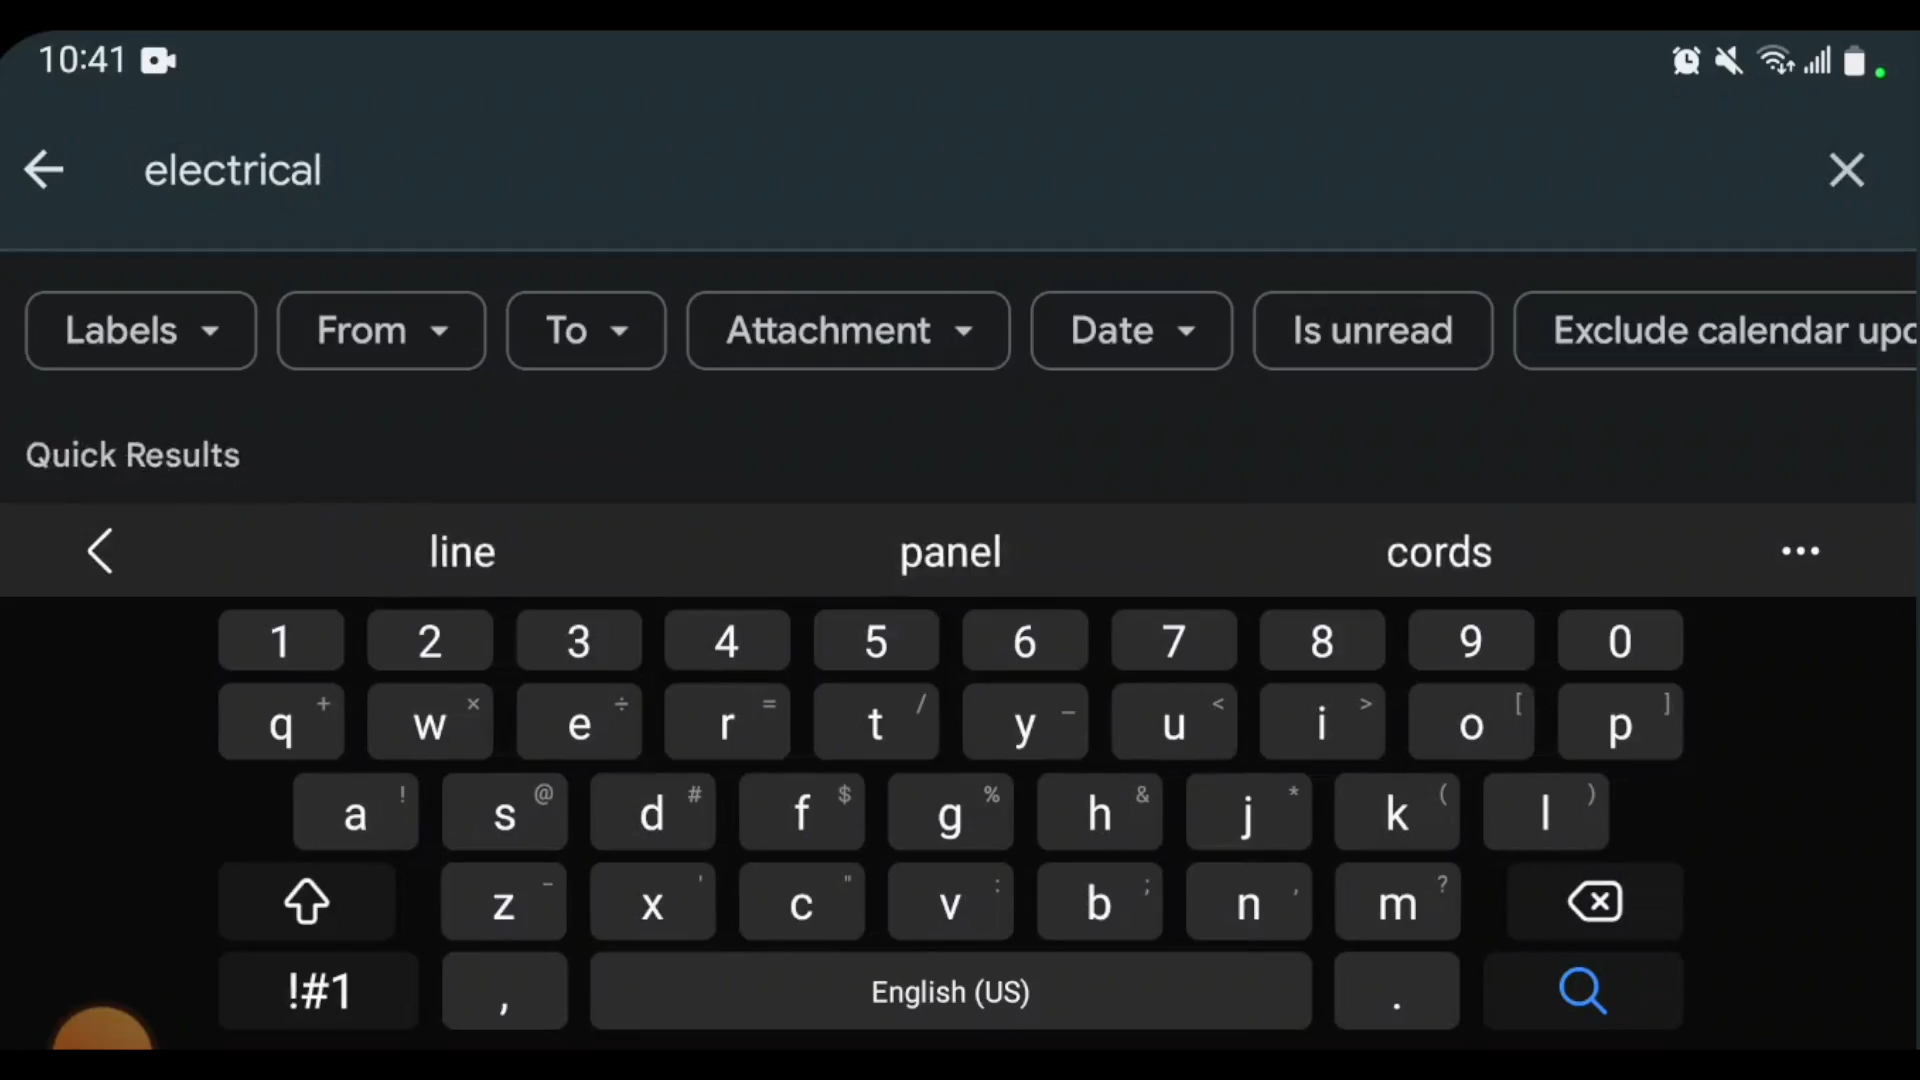 10:41
electrical
Labels From To Attachment Date Is unread Exclude calendar upd
Quick Results
line panel cords ...
1 2 3 4 5 6 7 8 9 0
q + w × e ÷ r = t / y _ u < i > o [ p ]
a ! s @ d # f $ g % h & j * k ( l )
z - x ' c " v : b ; n , m ?
!#1 , English (US) .